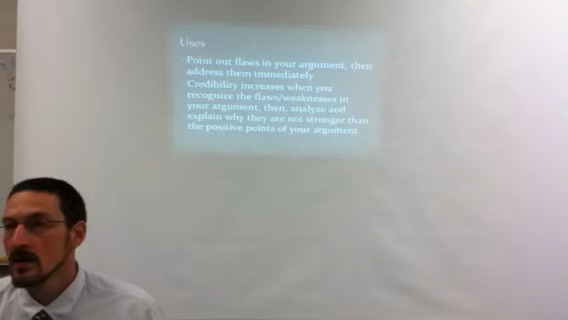 Uses
Point out flaws in your argument, then
address them immediately
Credibility increases when you
recognize the flaws/weaknesses in
your argument, then, analyze and
explain why they are not stronger than
the positive points of your argument